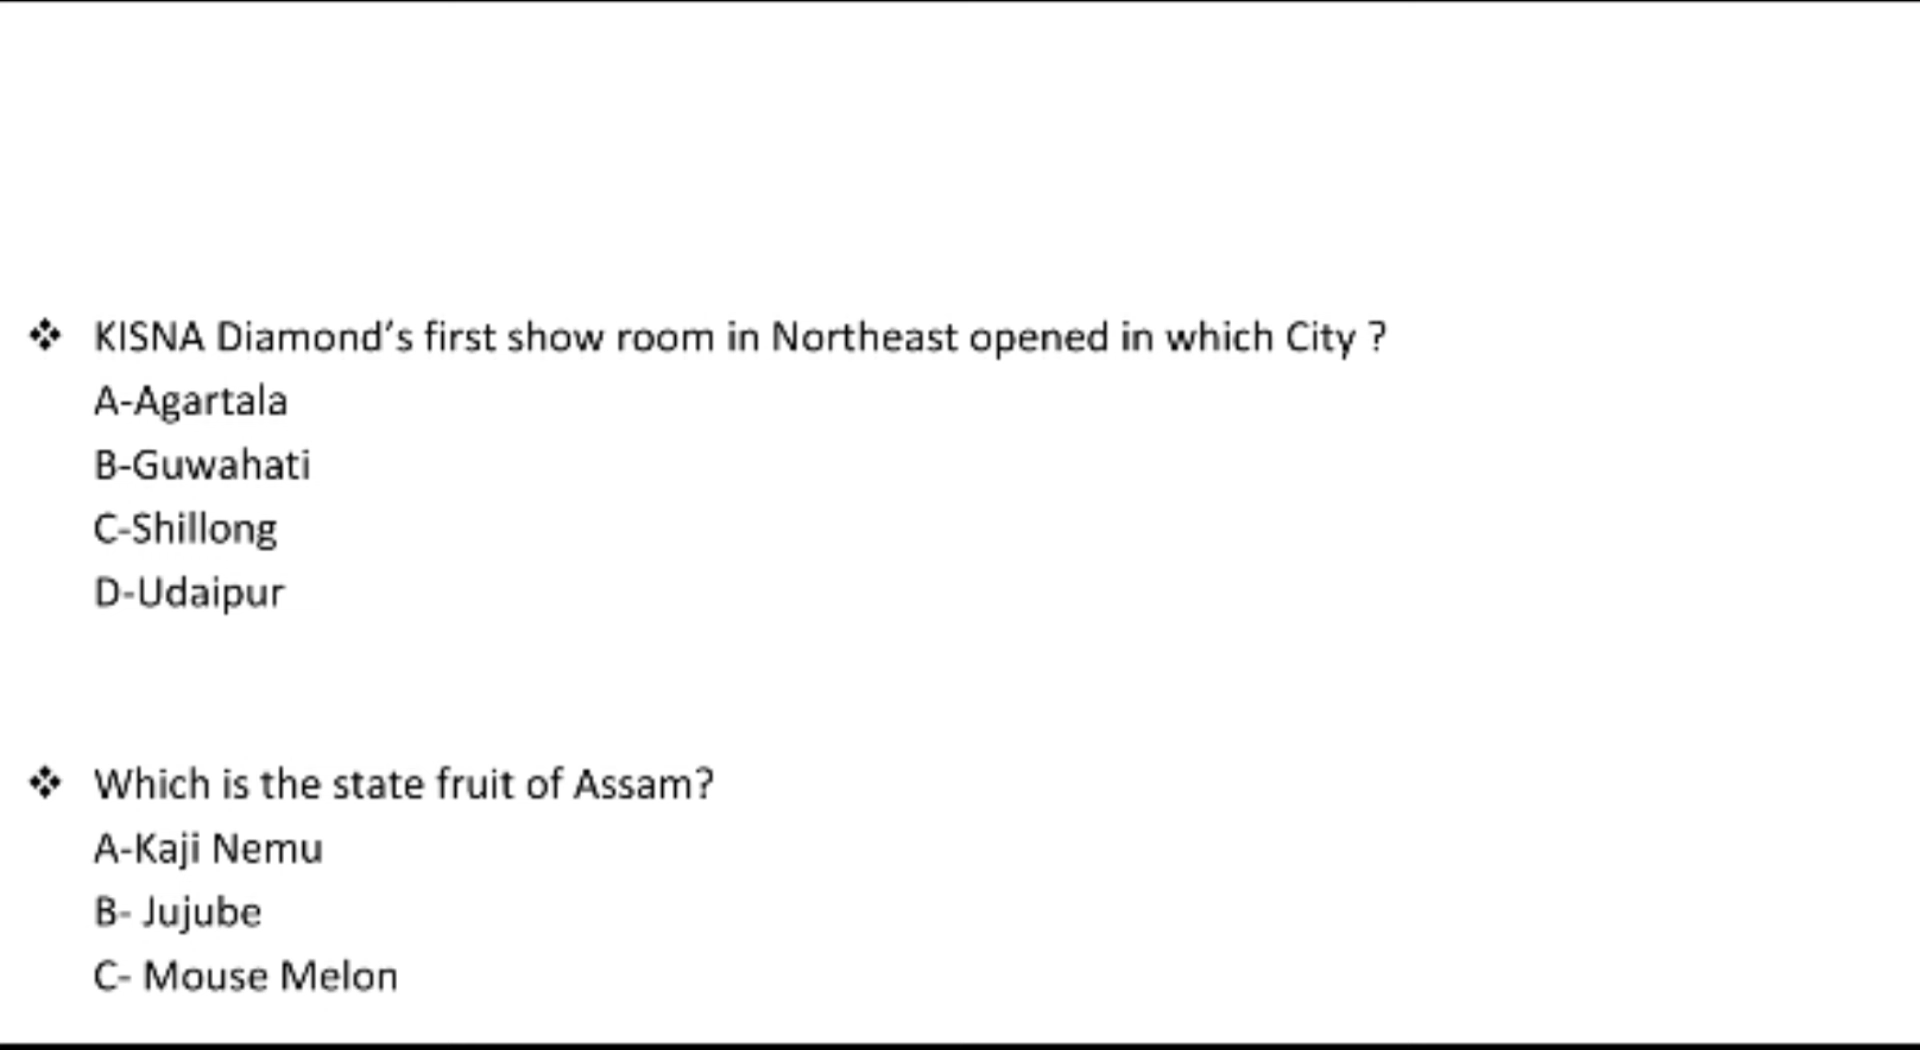 ❖ KISNA Diamond’s first show room in Northeast opened in which City ?
A-Agartala
B-Guwahati
C-Shillong
D-Udaipur
❖ Which is the state fruit of Assam?
A-Kaji Nemu
B- Jujube
C- Mouse Melon